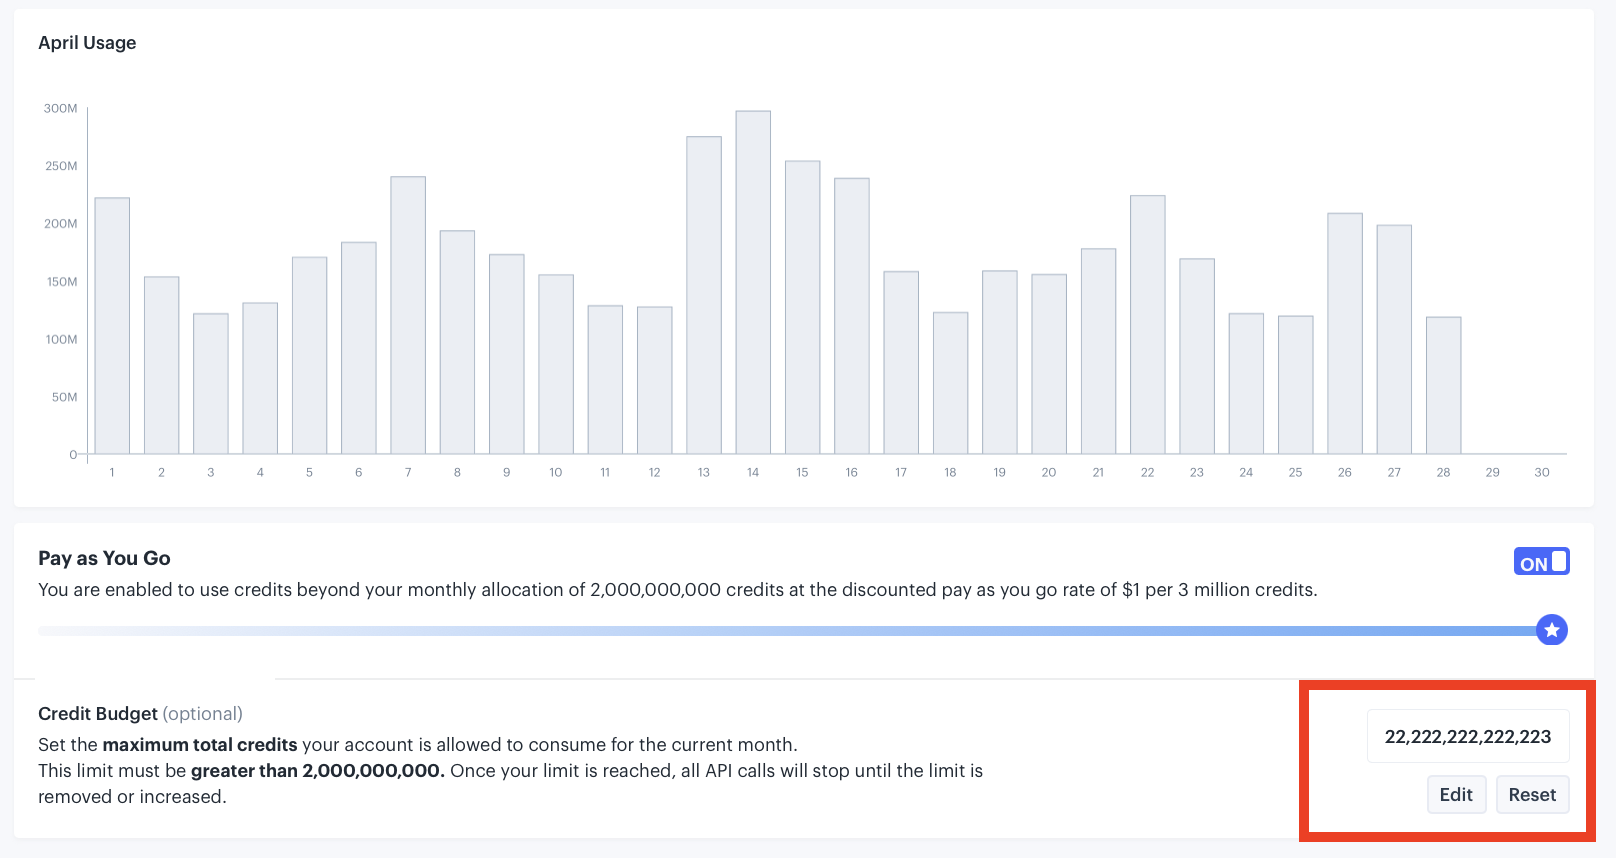 April Usage
300M
250M
200M
150M
100M
50M
0
1 2 3 4 5 6 7 8 9 10 11 12 13 14 15 16 17 18 19 20 21 22 23 24 25 26 27 28 29 30
Pay as You Go
ON
You are enabled to use credits beyond your monthly allocation of 2,000,000,000 credits at the discounted pay as you go rate of $1 per 3 million credits.
Credit Budget (optional)
Set the maximum total credits your account is allowed to consume for the current month.
This limit must be greater than 2,000,000,000. Once your limit is reached, all API calls will stop until the limit is
removed or increased.
22,222,222,222,223
Edit Reset